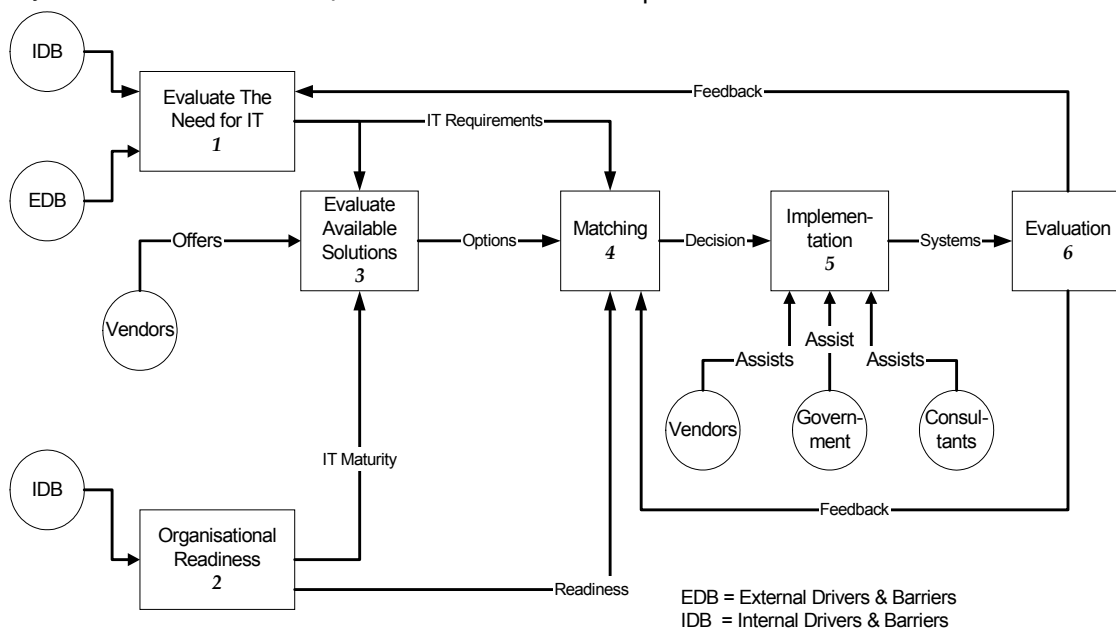 IDB
Evaluate The
Need for IT
1
Feedback
IT Requirements
EDB
Evaluate
Available
Solutions
3
Offers
Options
Matching
4
Decision
Implemen-
tation
5
Systems
Evaluation
6
Vendors
Assists
Assist
Assists
Vendors
Govern-
ment
Consul-
tants
IT Maturity
IDB
Organisational
Readiness
2
Feedback
Readiness
EDB = External Drivers & Barriers
IDB = Internal Drivers & Barriers